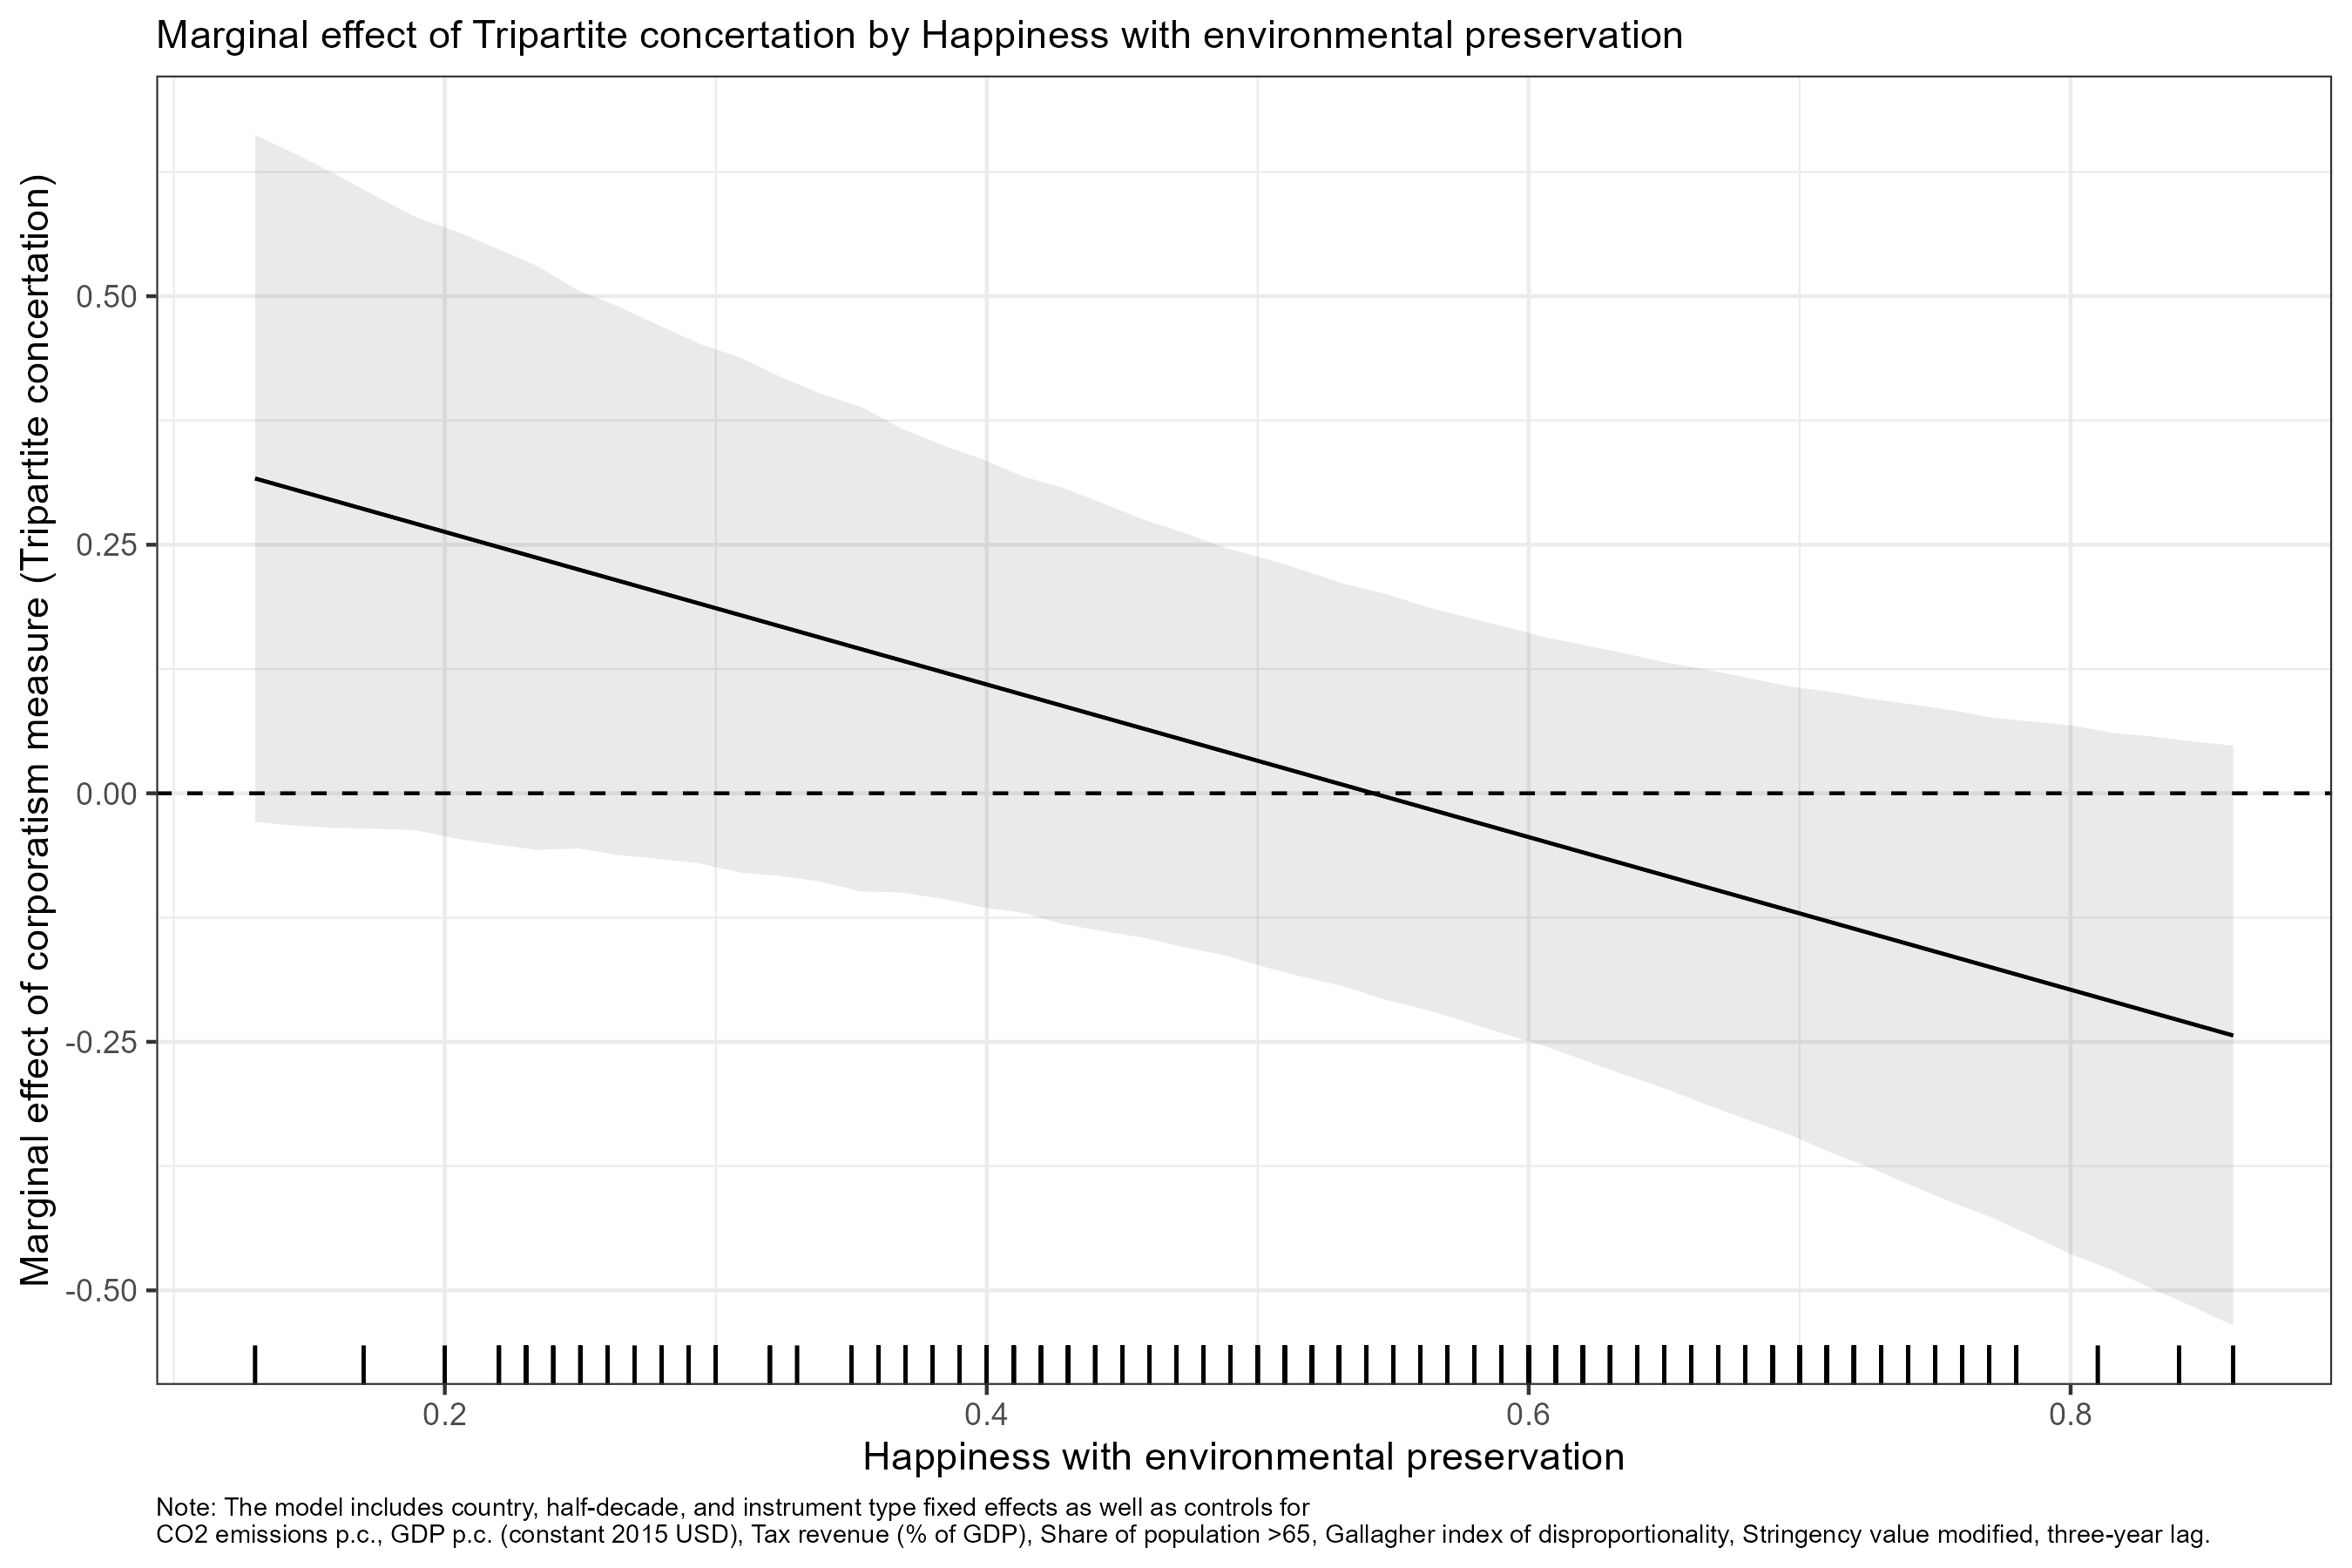 Marginal effect of Tripartite concertation by Happiness with environmental preservation
Marginal effect of corporatism measure (Tripartite concertation)
0.50
0.25
0.00
-0.25
-0.50
0.2
0.4
0.6
0.8
Happiness with environmental preservation
Note: The model includes country, half-decade, and instrument type fixed effects as well as controls for
CO2 emissions p.c., GDP p.c. (constant 2015 USD), Tax revenue (% of GDP), Share of population >65, Gallagher index of disproportionality, Stringency value modified, three-year lag.